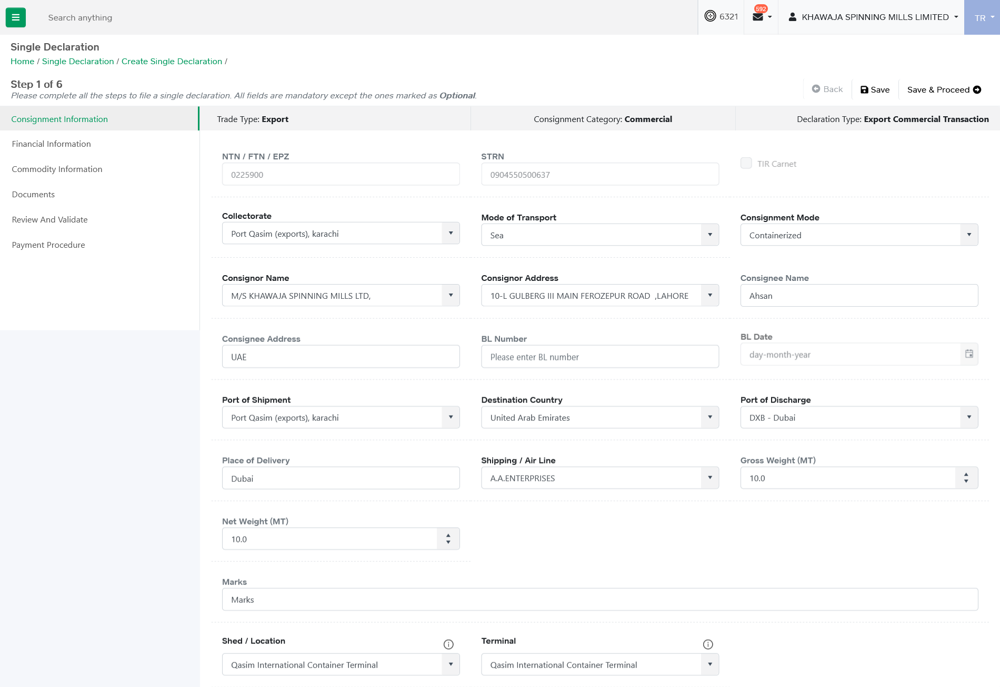 Search anything
6321
592
KHAWAJA SPINNING MILLS LIMITED
TR
Single Declaration
Home / Single Declaration / Create Single Declaration /
Step 1 of 6
Please complete all the steps to file a single declaration. All fields are mandatory except the ones marked as Optional.
Back
Save
Save & Proceed
Consignment Information
Financial Information
Commodity Information
Documents
Review And Validate
Payment Procedure
Trade Type: Export
Consignment Category: Commercial
Declaration Type: Export Commercial Transaction
NTN / FTN / EPZ
0225900
STRN
0904550500637
TIR Carnet
Collectorate
Port Qasim (exports), karachi
Mode of Transport
Sea
Consignment Mode
Containerized
Consignor Name
M/S KHAWAJA SPINNING MILLS LTD,
Consignor Address
10-L GULBERG III MAIN FEROZEPUR ROAD ,LAHORE
Consignee Name
Ahsan
Consignee Address
UAE
BL Number
Please enter BL number
BL Date
day-month-year
Port of Shipment
Port Qasim (exports), karachi
Destination Country
United Arab Emirates
Port of Discharge
DXB - Dubai
Place of Delivery
Dubai
Shipping / Air Line
A.A.ENTERPRISES
Gross Weight (MT)
10.0
Net Weight (MT)
10.0
Marks
Marks
Shed / Location
Qasim International Container Terminal
Terminal
Qasim International Container Terminal